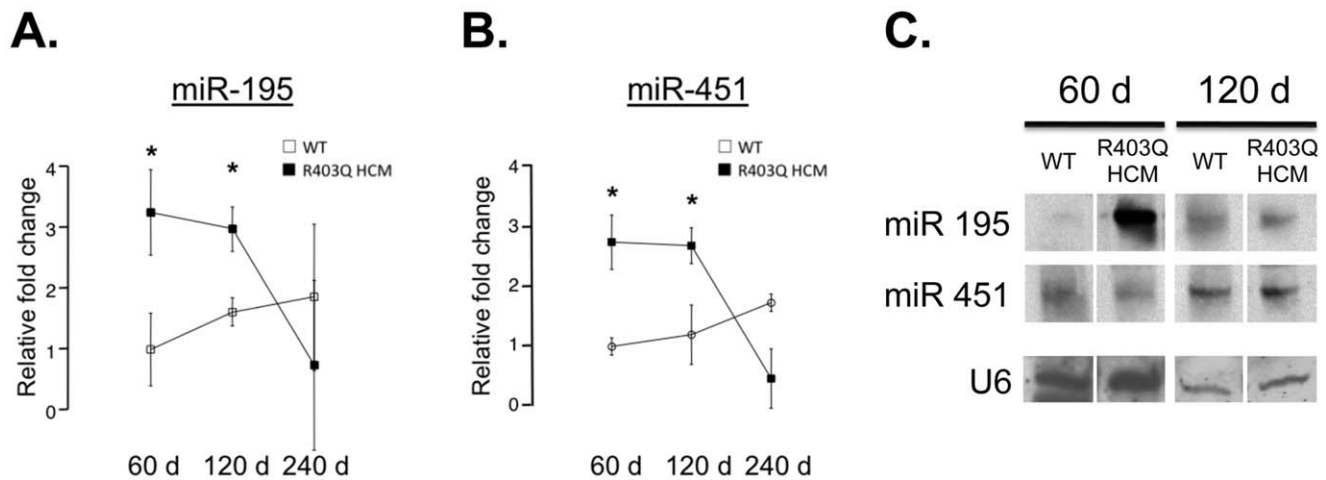 A.
miR-195
WT
R403Q HCM
*
*
Relative fold change
4
3
2
1
0
60 d 120 d 240 d
B.
miR-451
WT
R403Q HCM
*
*
Relative fold change
4
3
2
1
0
60 d 120 d 240 d
C.
60 d 120 d
WT R403Q HCM WT R403Q HCM
miR 195
miR 451
U6